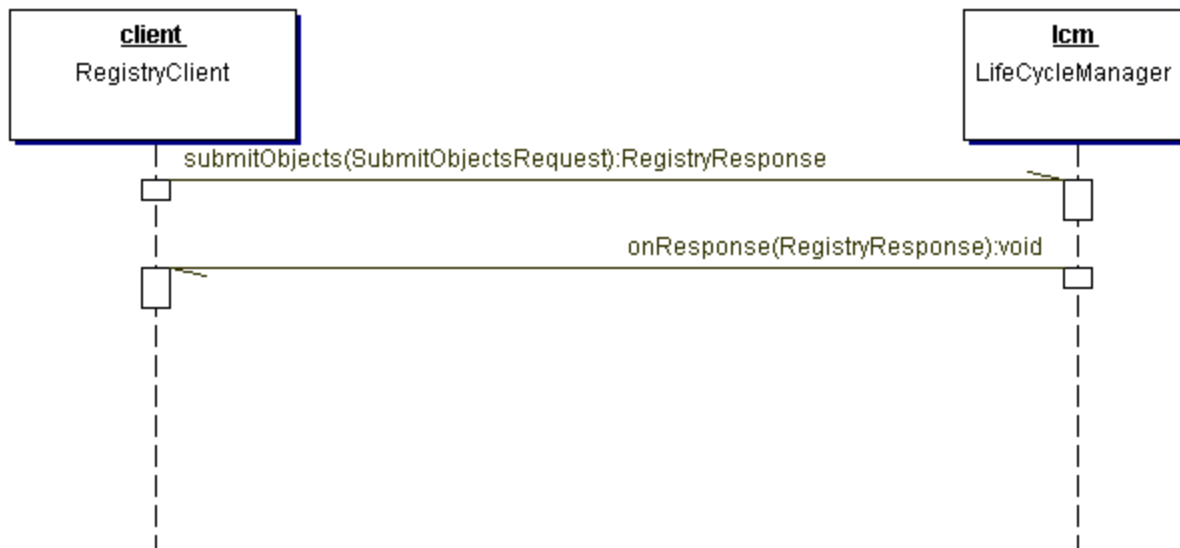 client
RegistryClient
lcm
LifeCycleManager
submitObjects(SubmitObjectsRequest):RegistryResponse
onResponse(RegistryResponse):void